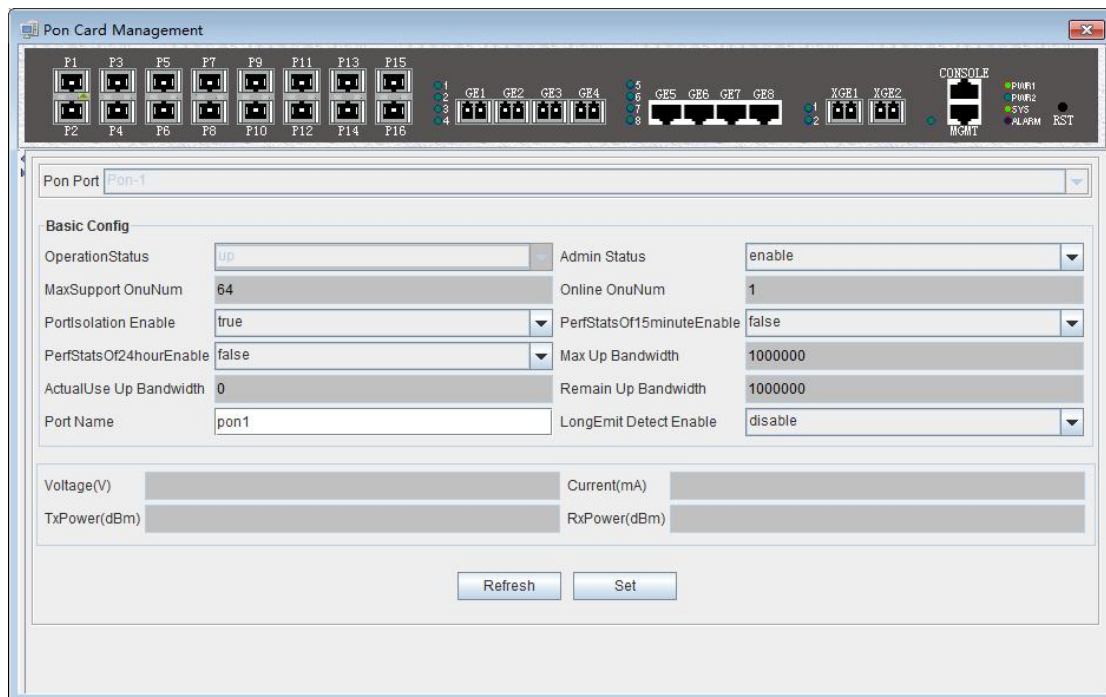 Pon Card Management
P1 P3 P5 P7 P9 P11 P13 P15
P2 P4 P6 P8 P10 P12 P14 P16
1
2
3
4
GE1 GE2 GE3 GE4
5
6
7
8
GE5 GE6 GE7 GE8
1
2
XGE1 XGE2
CONSOLE
MGMT
PWR1
PWR2
SYS
ALARM RST
Pon Port Pon-1
Basic Config
OperationStatus up Admin Status enable
MaxSupport OnuNum 64 Online OnuNum 1
PortIsolation Enable true PerfStatsOf15minuteEnable false
PerfStatsOf24hourEnable false Max Up Bandwidth 1000000
ActualUse Up Bandwidth 0 Remain Up Bandwidth 1000000
Port Name pon1 LongEmit Detect Enable disable
Voltage(V) Current(mA)
TxPower(dBm) RxPower(dBm)
Refresh Set